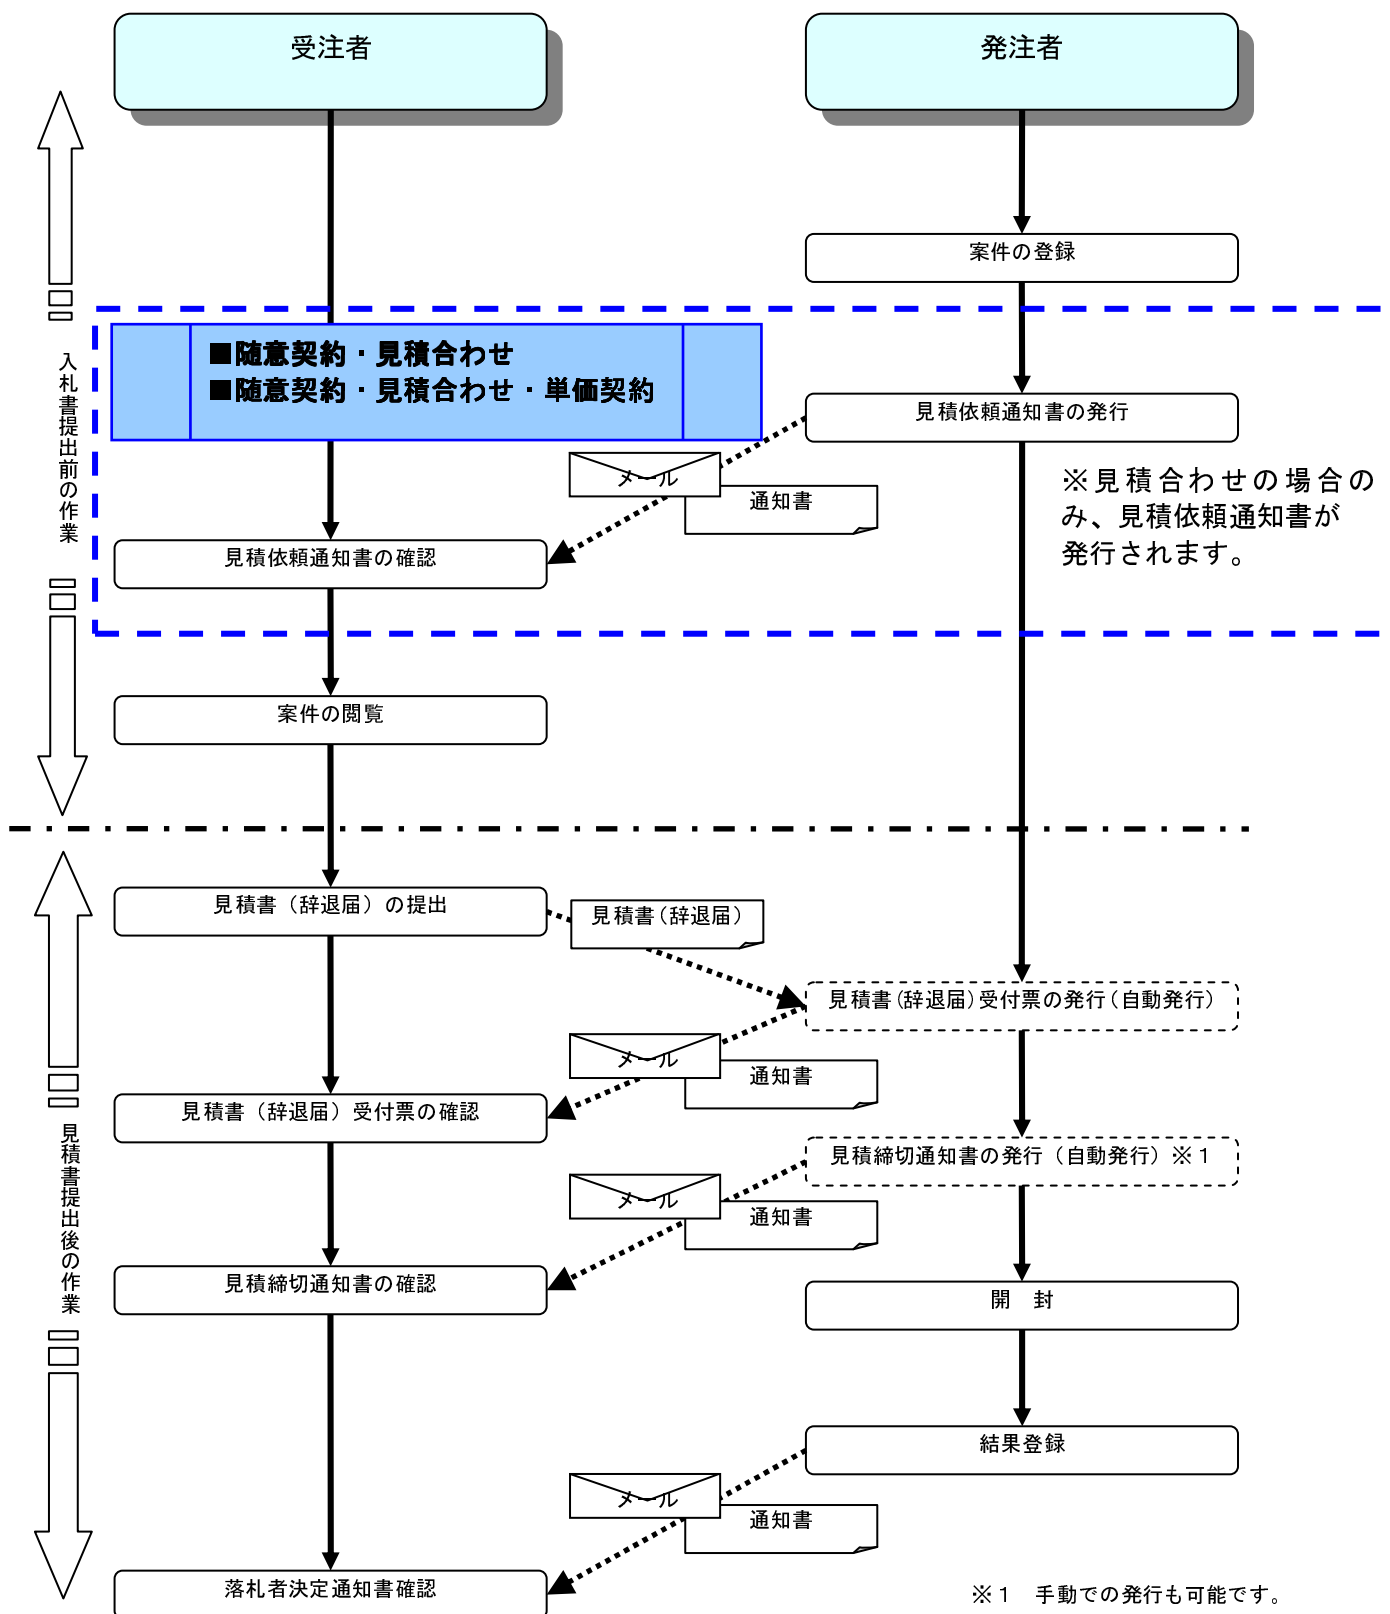 受注者
発注者
案件の登録
■随意契約・見積合わせ
■随意契約・見積合わせ・単価契約
入札書提出前の作業
見積依頼通知書の発行
メール
通知書
※見積合わせの場合の
み、見積依頼通知書が
発行されます。
見積依頼通知書の確認
案件の閲覧
見積書（辞退届）の提出
見積書（辞退届）
見積書（辞退届）受付票の発行（自動発行）
メール
通知書
見積書（辞退届）受付票の確認
見積書提出後の作業
見積締切通知書の発行（自動発行）※１
メール
通知書
見積締切通知書の確認
開　封
結果登録
メール
通知書
落札者決定通知書確認
※１　手動での発行も可能です。